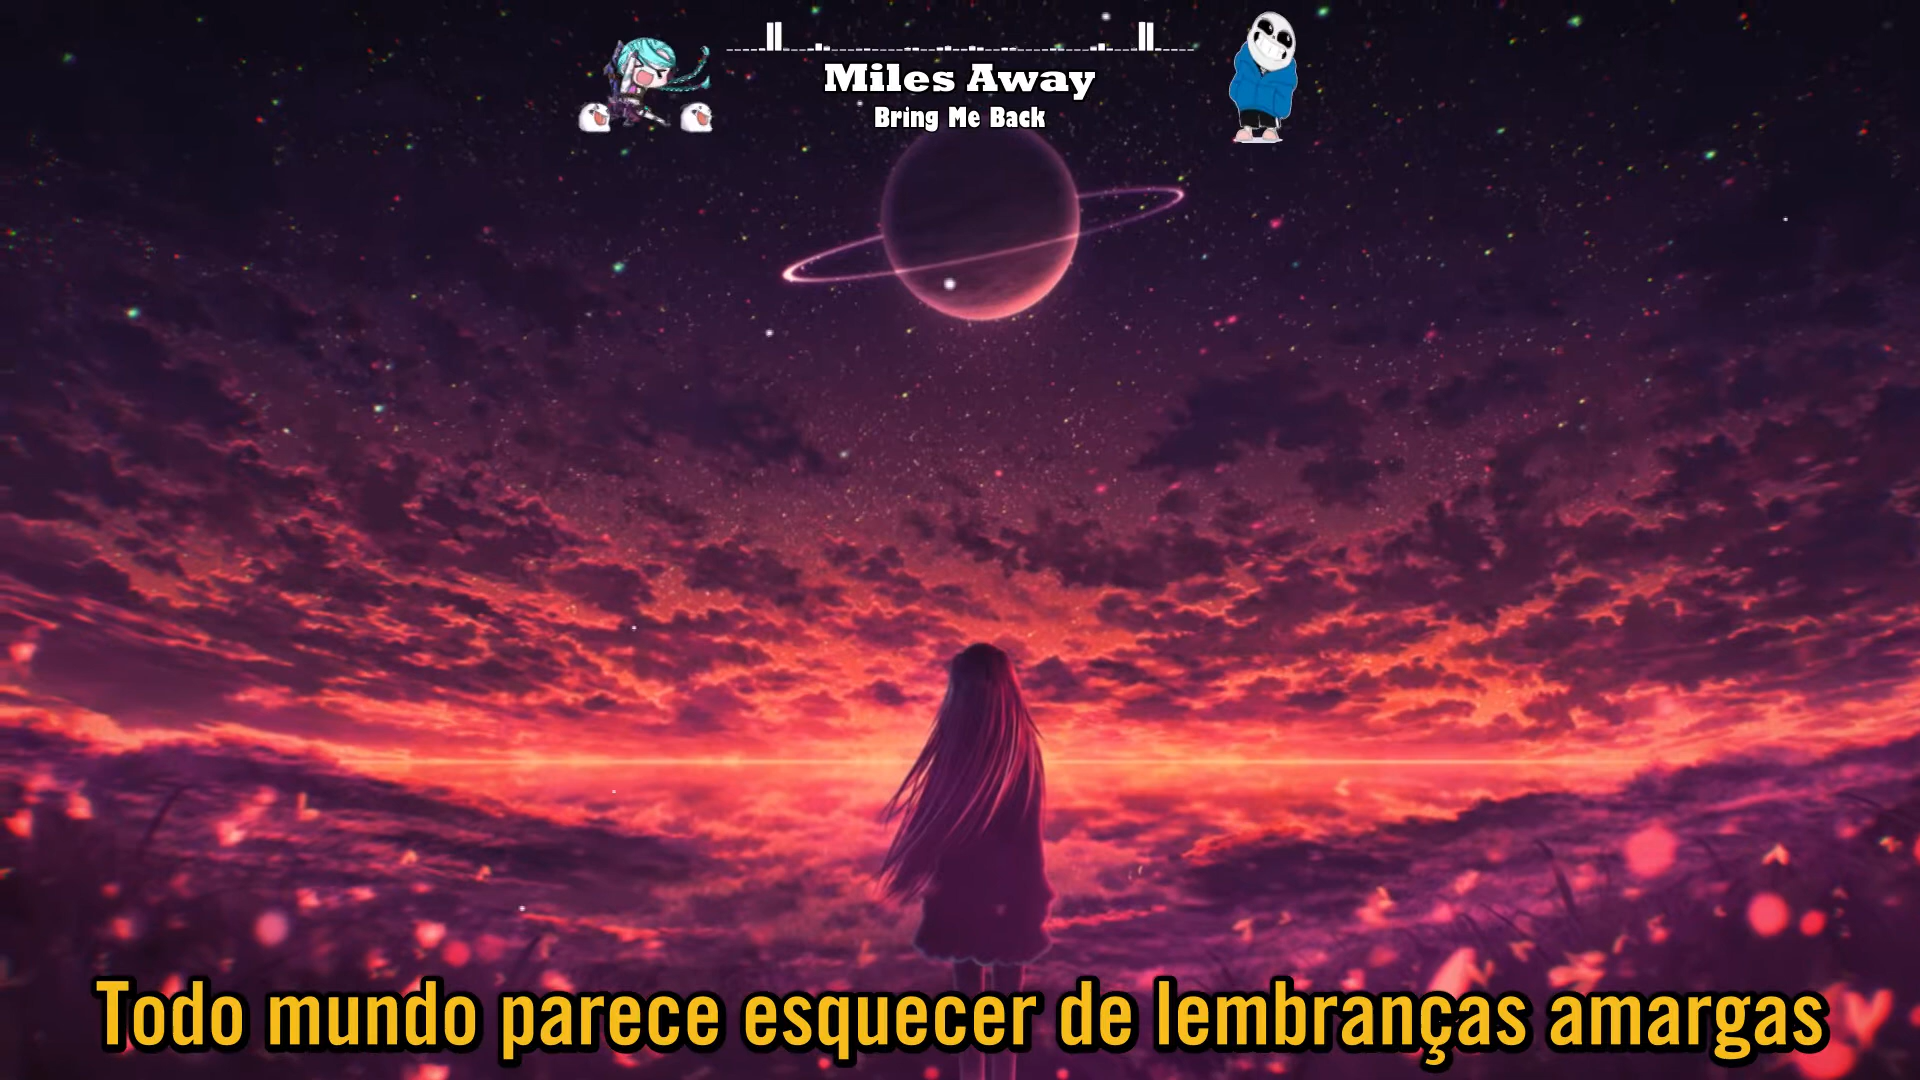 Miles Away
Bring Me Back
Todo mundo parece esquecer de lembranças amargas